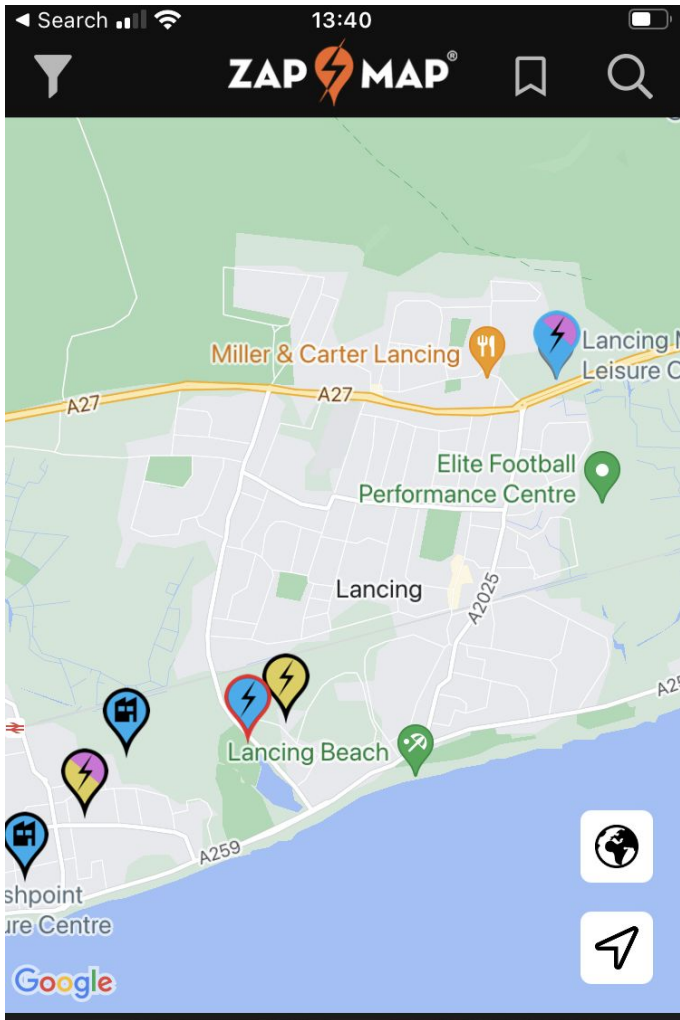 ◀ Search
13:40
ZAP MAP®
Miller & Carter Lancing
Lancing
Leisure C
A27
A27
Elite Football
Performance Centre
Lancing
A2025
A25
Lancing Beach
A259
shpoint
ure Centre
Google